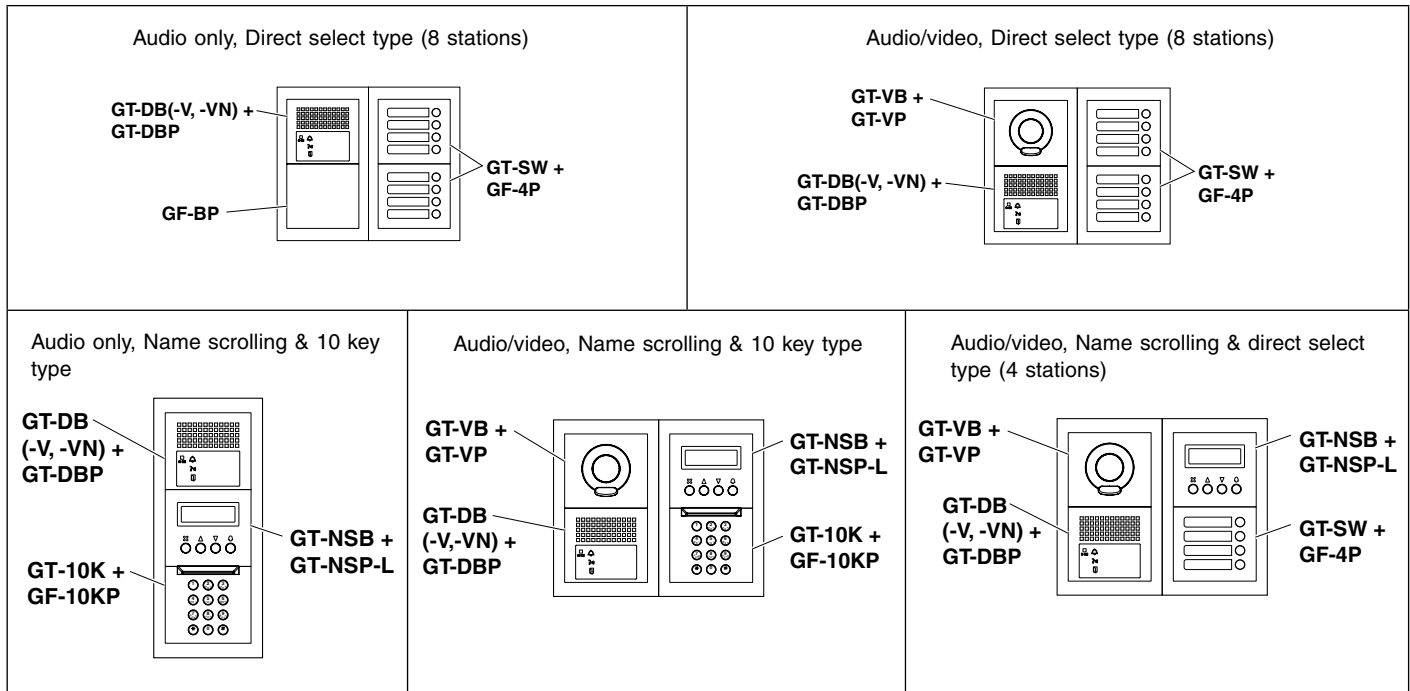 Audio only, Direct select type (8 stations)
GT-DB(-V, -VN) +
GT-DBP
GF-BP
GT-SW +
GF-4P
Audio/video, Direct select type (8 stations)
GT-VB +
GT-VP
GT-DB(-V, -VN) +
GT-DBP
GT-SW +
GF-4P
Audio only, Name scrolling & 10 key
type
GT-DB
(-V, -VN) +
GT-DBP
GT-NSB +
GT-NSP-L
GT-10K +
GF-10KP
Audio/video, Name scrolling & 10 key type
GT-VB +
GT-VP
GT-DB
(-V,-VN) +
GT-DBP
GT-NSB +
GT-NSP-L
GT-10K +
GF-10KP
Audio/video, Name scrolling & direct select
type (4 stations)
GT-VB +
GT-VP
GT-DB
(-V, -VN) +
GT-DBP
GT-NSB +
GT-NSP-L
GT-SW +
GF-4P